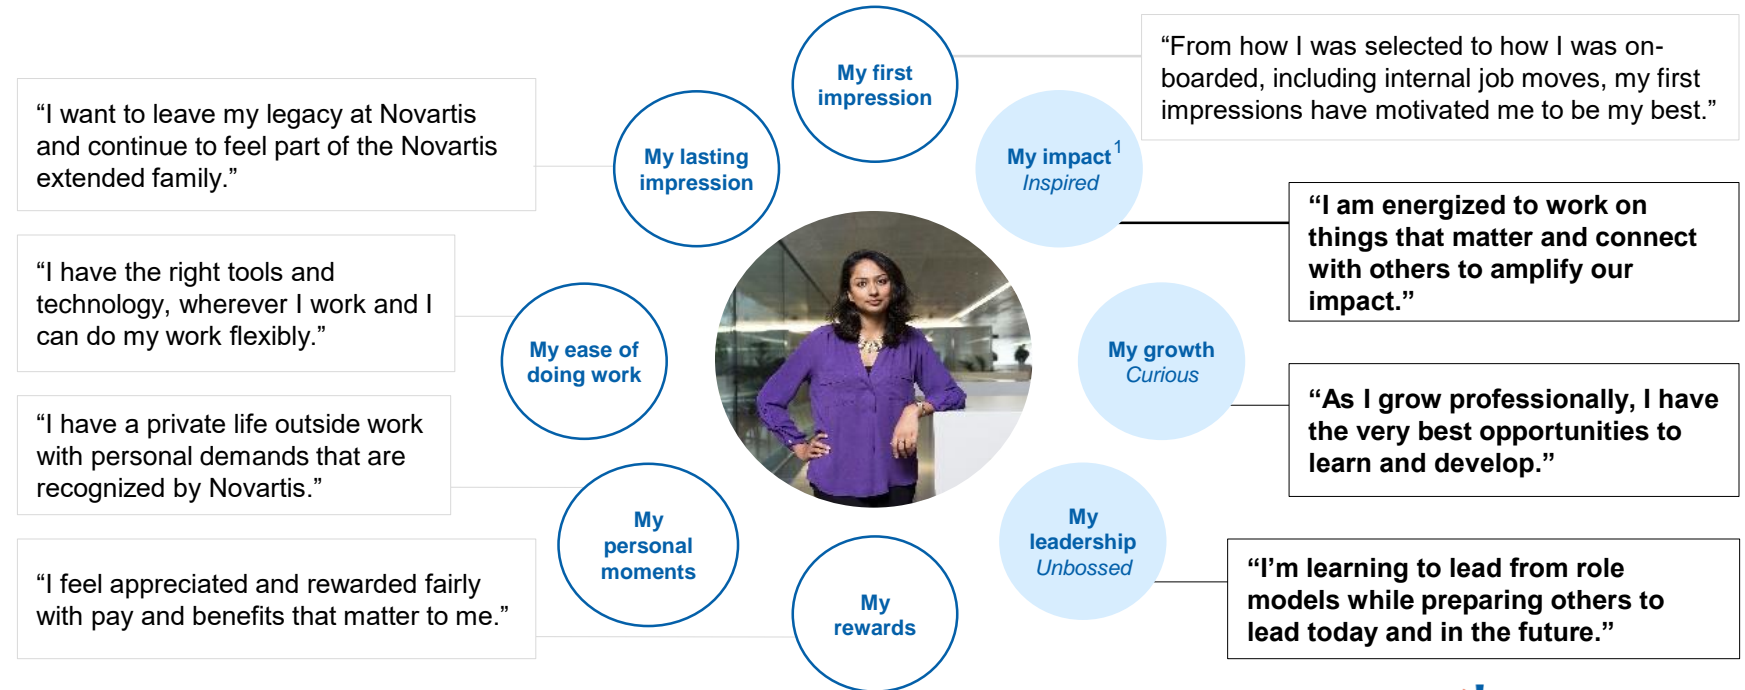 My first
impression
“From how I was selected to how I was on-
boarded, including internal job moves, my first
impressions have motivated me to be my best.”
My impact1
Inspired
“I am energized to work on
things that matter and connect
with others to amplify our
impact.”
My growth
Curious
“As I grow professionally, I have
the very best opportunities to
learn and develop.”
My
leadership
Unbossed
“I’m learning to lead from role
models while preparing others to
lead today and in the future.”
My
rewards
“I feel appreciated and rewarded fairly
with pay and benefits that matter to me.”
My
personal
moments
“I have a private life outside work
with personal demands that are
recognized by Novartis.”
My ease of
doing work
“I have the right tools and
technology, wherever I work and I
can do my work flexibly.”
My lasting
impression
“I want to leave my legacy at Novartis
and continue to feel part of the Novartis
extended family.”